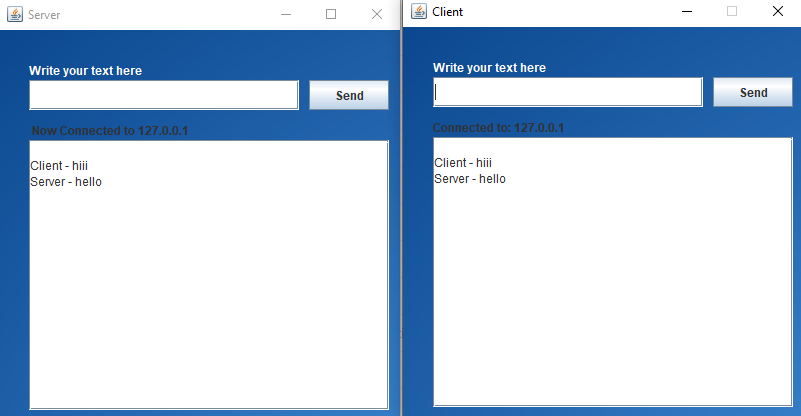 Server
Write your text here
Send
Now Connected to 127.0.0.1
Client - hiii
Server - hello
Client
Write your text here
Send
Connected to: 127.0.0.1
Client - hiii
Server - hello